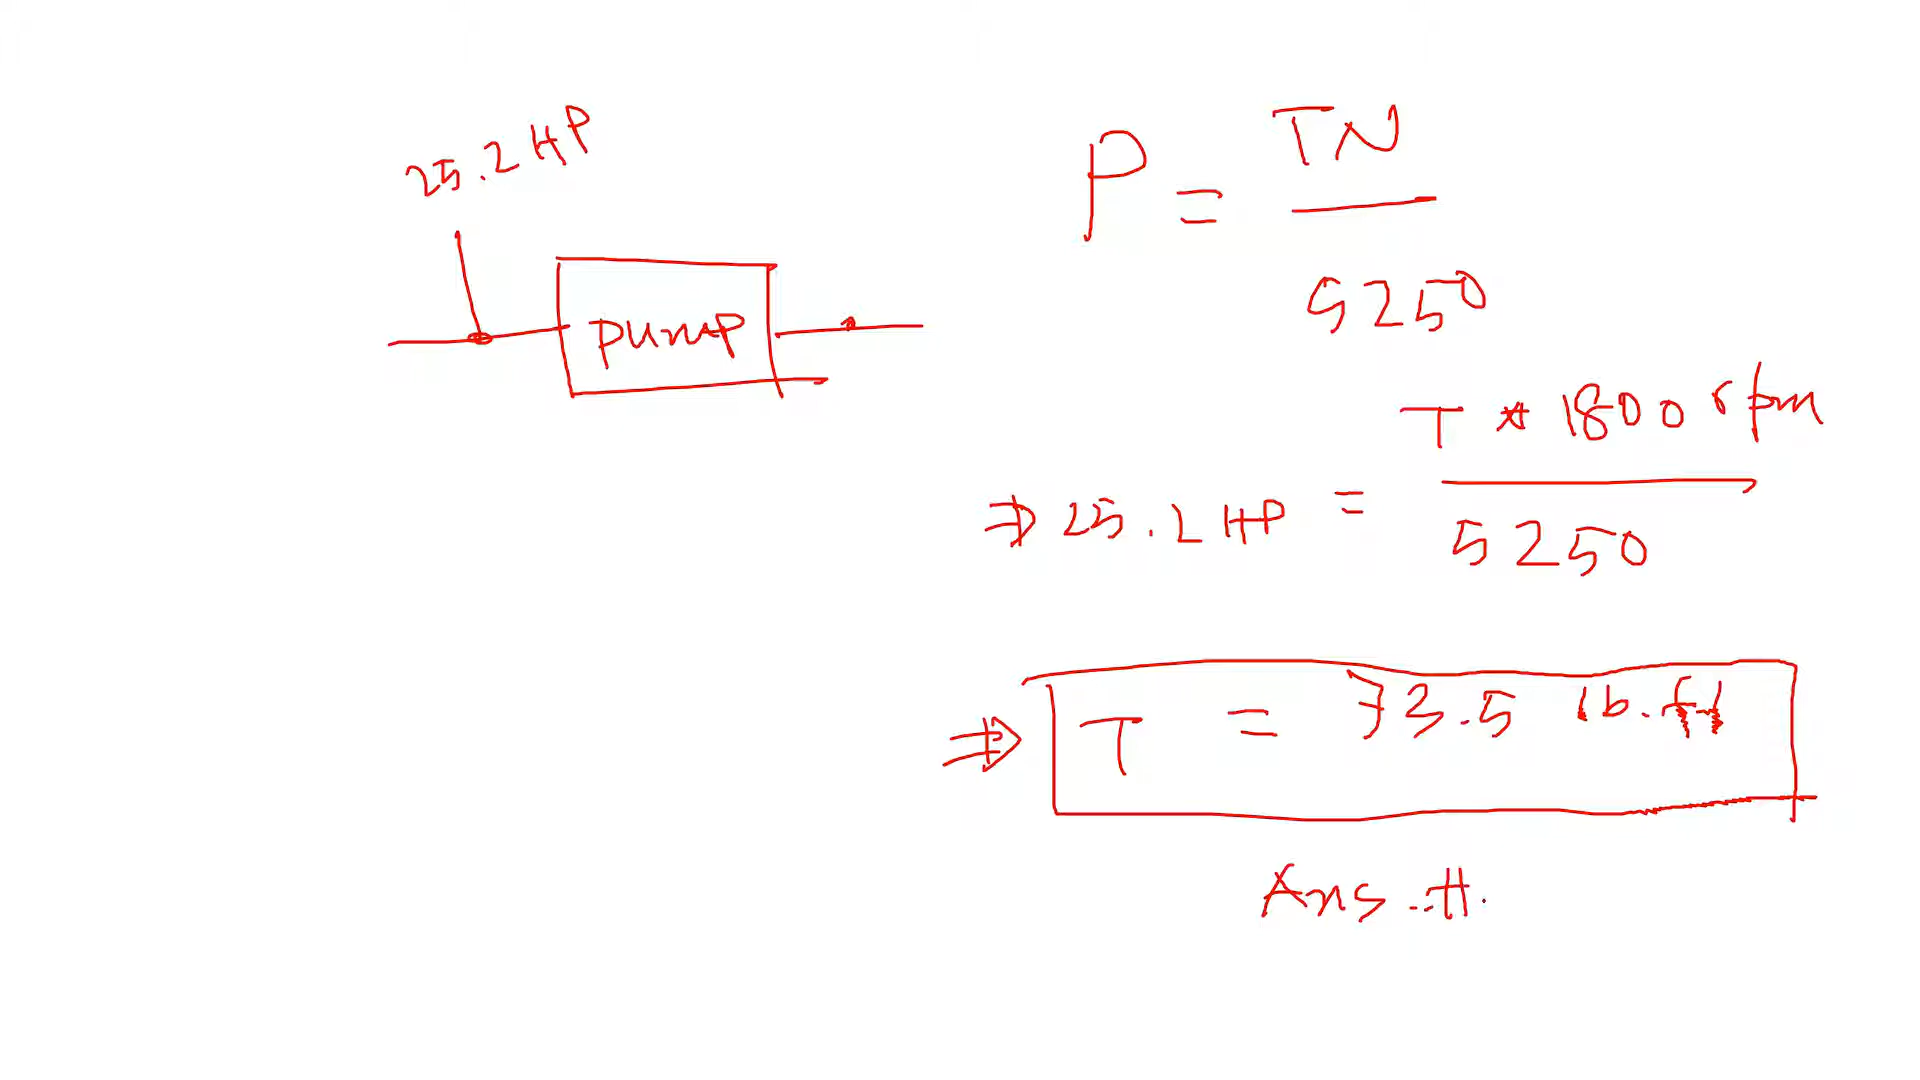 25.2 HP
pump
P = TN
5250
T * 1800 rpm
⇒ 25.2 HP =
5250
⇒ T = 73.5 lb.ft
Ans.